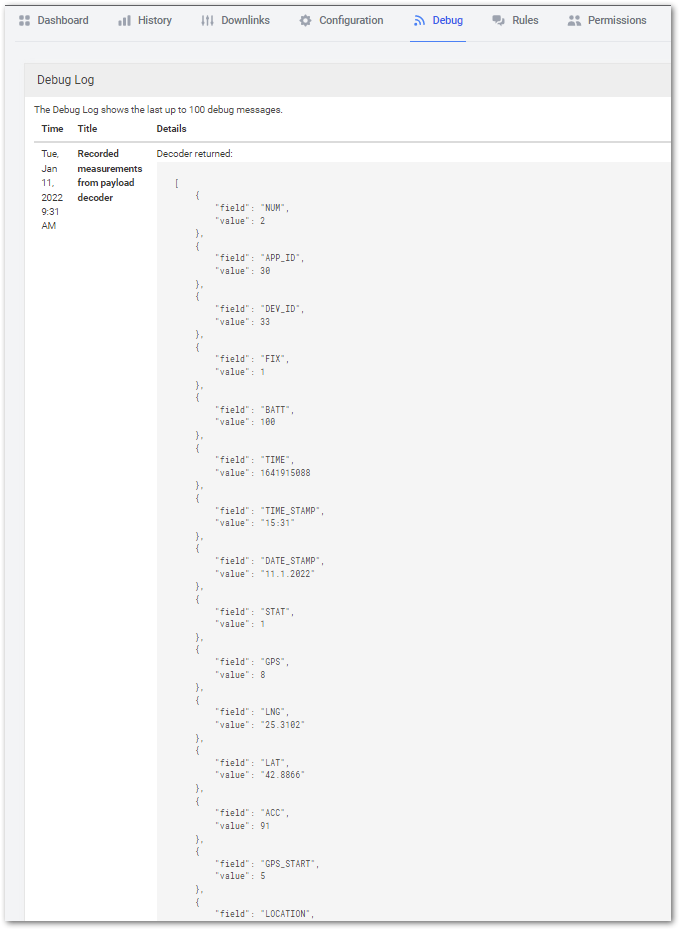 Dashboard History Downlinks Configuration Debug Rules Permissions
Debug Log
The Debug Log shows the last up to 100 debug messages.
Time Title Details
Tue, Jan 11, 2022 9:31 AM
Recorded measurements from payload decoder
Decoder returned:
[
{
"field": "NUM",
"value": 2
},
{
"field": "APP_ID",
"value": 30
},
{
"field": "DEV_ID",
"value": 33
},
{
"field": "FIX",
"value": 1
},
{
"field": "BATT",
"value": 100
},
{
"field": "TIME",
"value": 1641915088
},
{
"field": "TIME_STAMP",
"value": "15:31"
},
{
"field": "DATE_STAMP",
"value": "11.1.2022"
},
{
"field": "STAT",
"value": 1
},
{
"field": "GPS",
"value": 8
},
{
"field": "LNG",
"value": "25.3102"
},
{
"field": "LAT",
"value": "42.8866"
},
{
"field": "ACC",
"value": 91
},
{
"field": "GPS_START",
"value": 5
},
{
"field": "LOCATION",